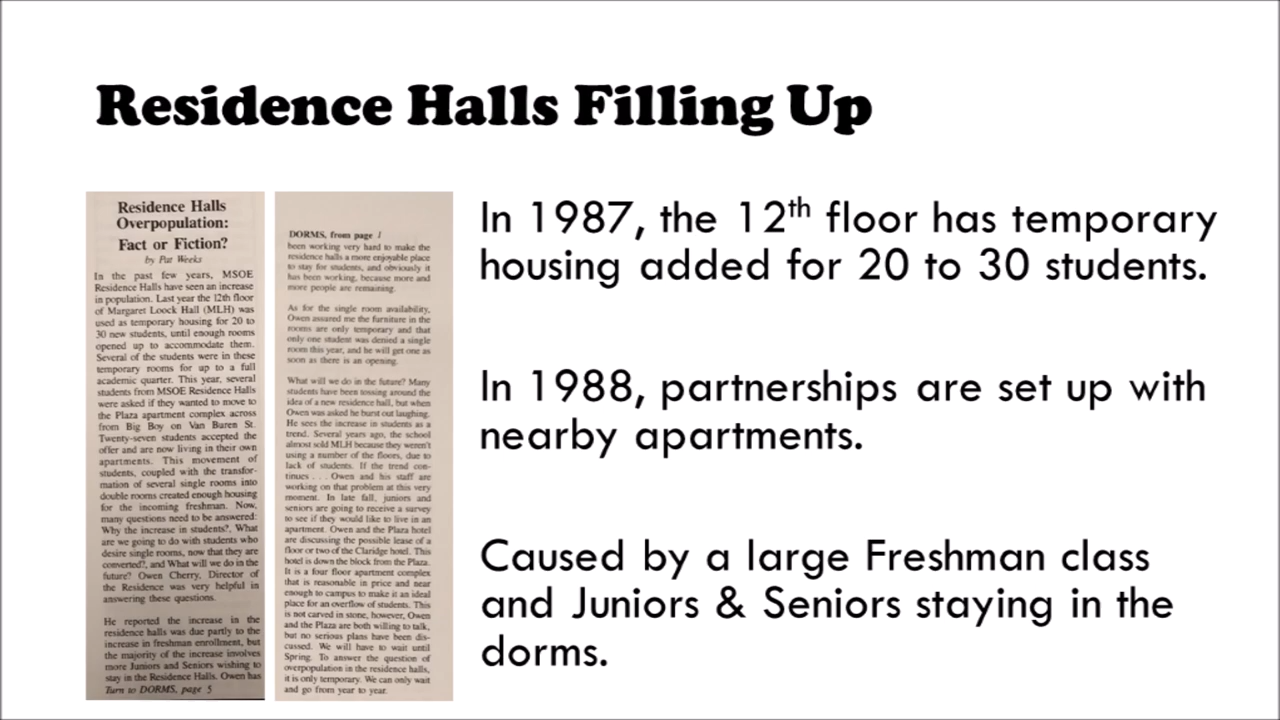 Residence Halls Filling Up
Residence Halls
Overpopulation:
Fact or Fiction?
by Pat Weeks
In the past few years, MSOE
Residence Halls have seen an increase
in population. Last year the 12th floor
of Margaret Loock Hall (MLH) was
used as temporary housing for 20 to
30 new students, until enough rooms
opened up to accommodate them.
Several of the students were in these
temporary rooms for up to a full
academic quarter. This year, several
students from MSOE Residence Halls
were asked if they wanted to move to
the Plaza apartment complex across
from Big Boy on Van Buren St.
Twenty-seven students accepted the
offer and are now living in their own
apartments. This movement of
students, coupled with the transfor-
mation of several single rooms into
double rooms created enough housing
for the incoming freshman. Now,
many questions need to be answered:
Why the increase in students?, What
are we going to do with students who
desire single rooms, now that they are
converted?, and What will we do in the
future? Owen Cherry, Director of
the Residence was very helpful in
answering these questions.
He reported the increase in the
residence halls was due partly to the
increase in freshman enrollment, but
the majority of the increase involves
more Juniors and Seniors wishing to
stay in the Residence Halls. Owen has
Turn to DORMS, page 5
DORMS, from page 1
been working very hard to make the
residence halls a more enjoyable place
to stay for students, and obviously it
has been working, because more and
more people are remaining.
As for the single room availability,
Owen assured me the furniture in the
rooms are only temporary and that
only one student was denied a single
room this year, and he will get one as
soon as there is an opening.
What will we do in the future? Many
students have been tossing around the
idea of a new residence hall, but when
Owen was asked he burst out laughing.
He sees the increase in students as a
trend. Several years ago, the school
almost sold MLH because they weren't
using a number of the floors, due to
lack of students. If the trend con-
tinues . . . Owen and his staff are
working on that problem at this very
moment. In late fall, juniors and
seniors are going to receive a survey
to see if they would like to live in an
apartment. Owen and the Plaza hotel
are discussing the possible lease of a
floor or two of the Claridge hotel. This
hotel is down the block from the Plaza.
It is a four floor apartment complex
that is reasonable in price and near
enough to campus to make it an ideal
place for an overflow of students. This
is not carved in stone, however, Owen
and the Plaza are both willing to talk,
but no serious plans have been dis-
cussed. We will have to wait until
Spring. To answer the question of
overpopulation in the residence halls,
it is only temporary. We can only wait
and go from year to year.
In 1987, the 12th floor has temporary
housing added for 20 to 30 students.
In 1988, partnerships are set up with
nearby apartments.
Caused by a large Freshman class
and Juniors & Seniors staying in the
dorms.